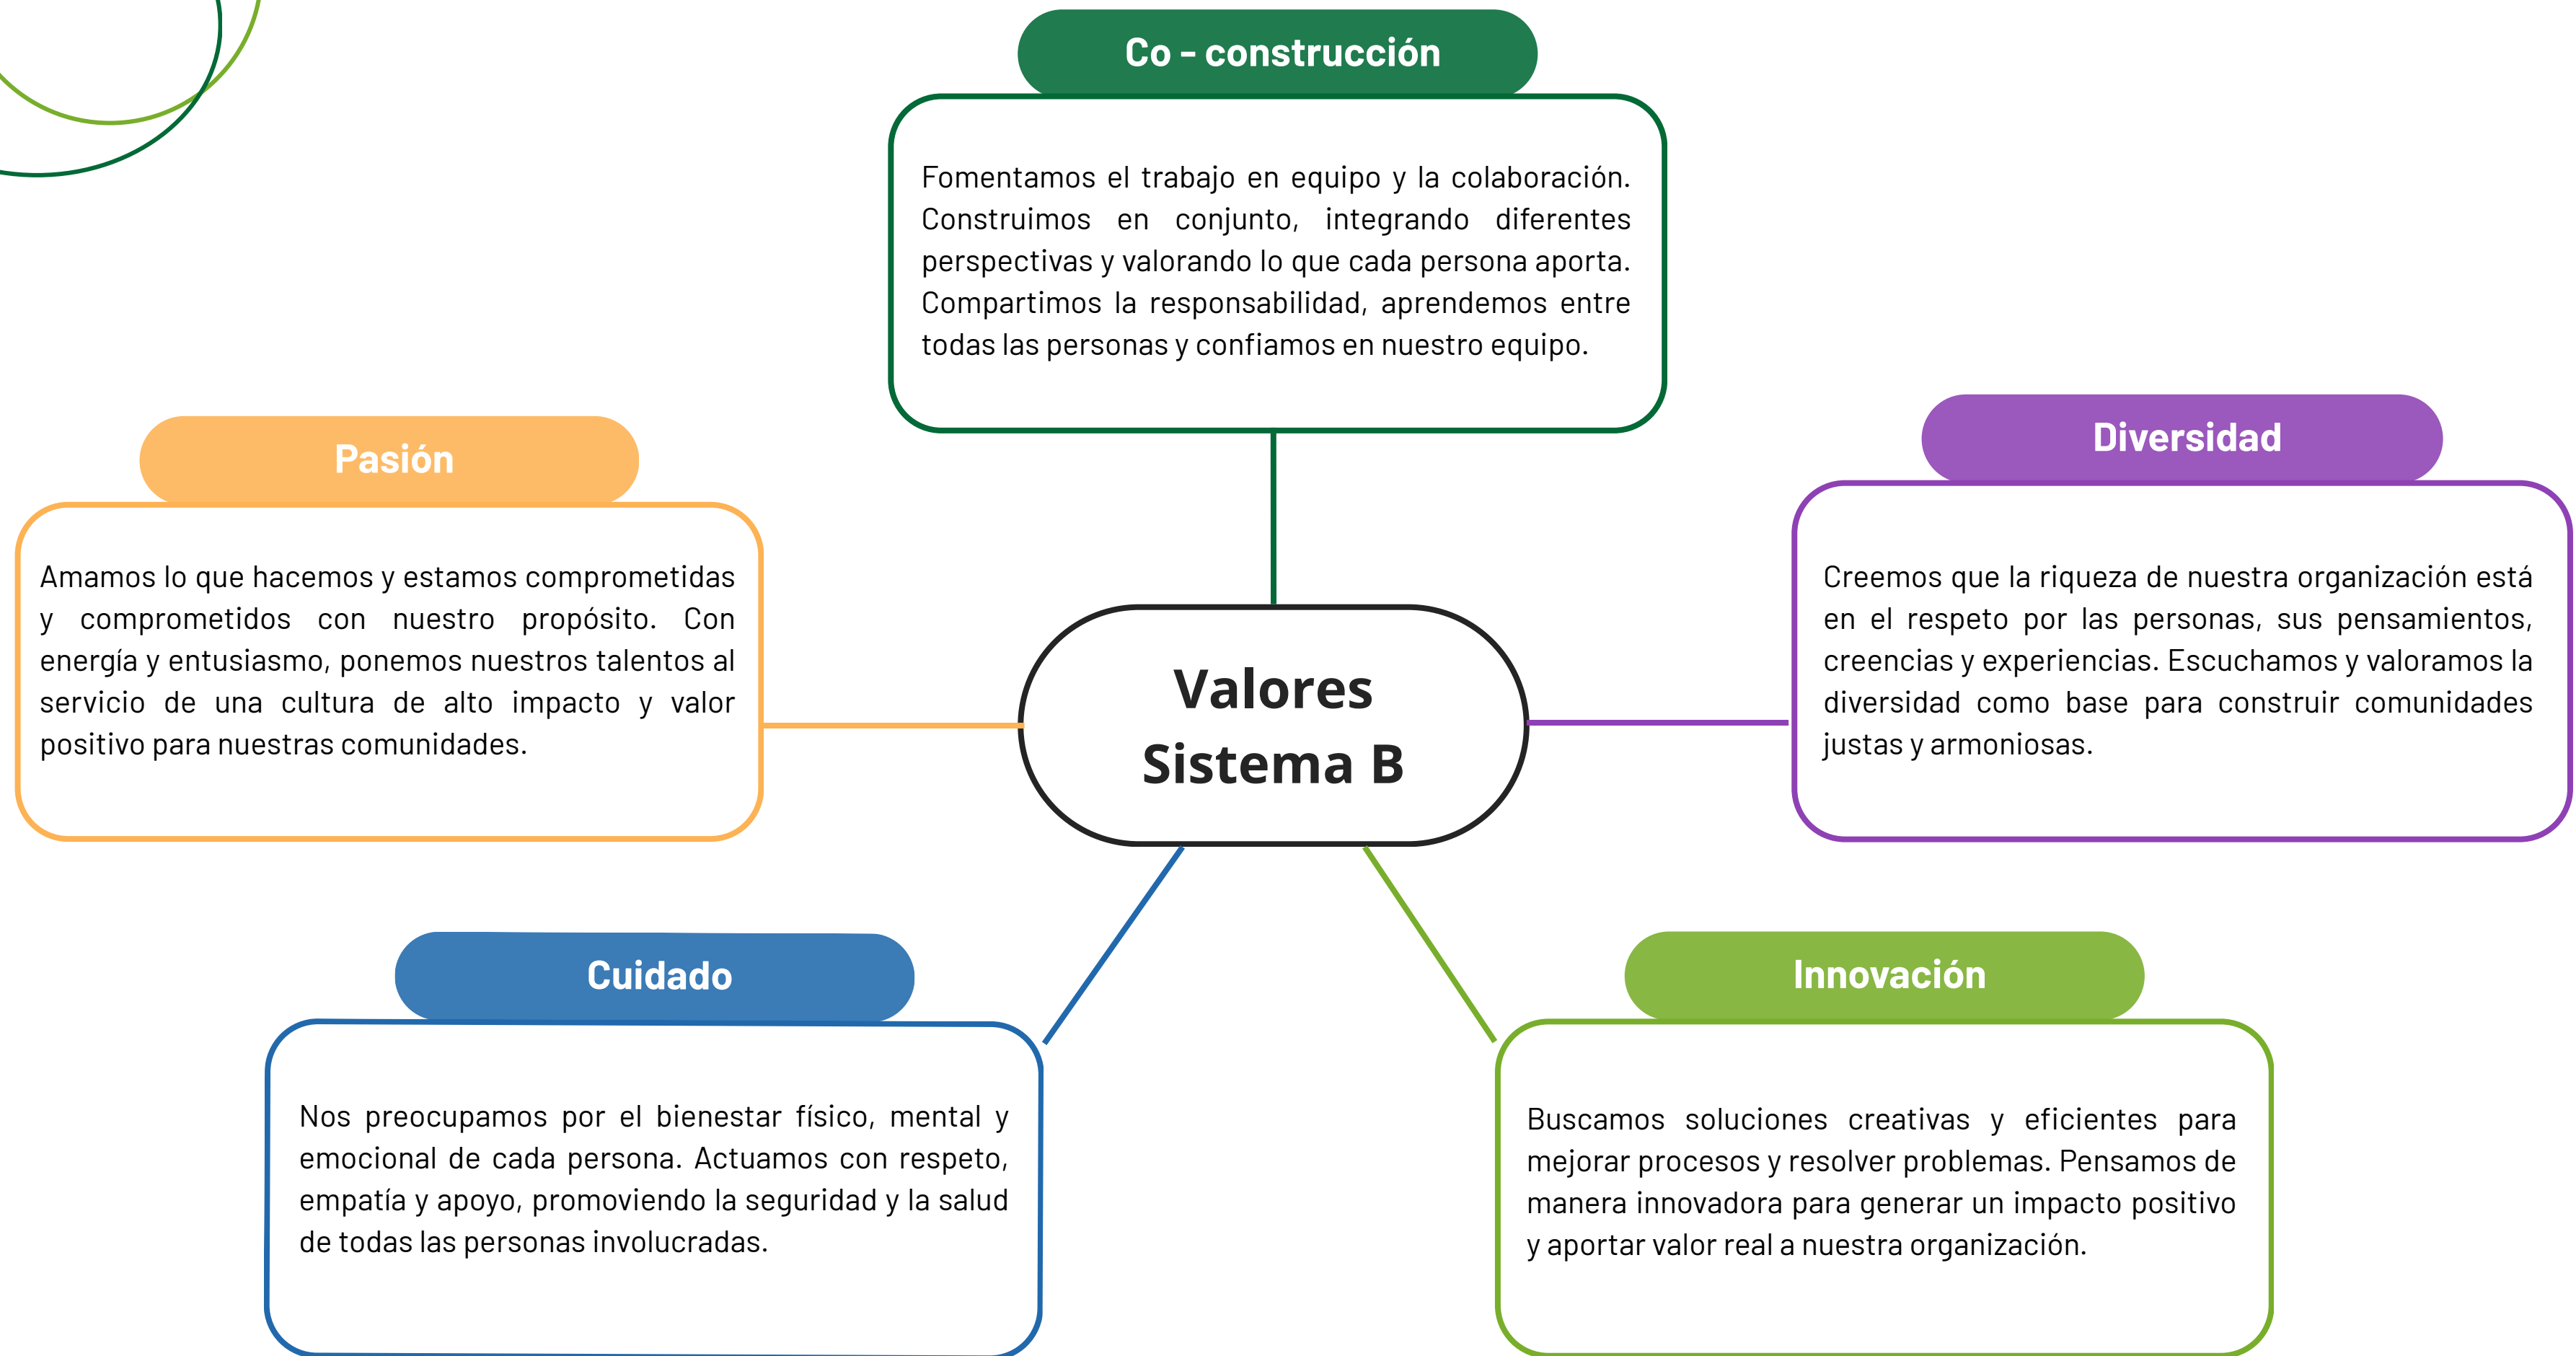 Co - construcción
Fomentamos el trabajo en equipo y la colaboración.
Construimos en conjunto, integrando diferentes
perspectivas y valorando lo que cada persona aporta.
Compartimos la responsabilidad, aprendemos entre
todas las personas y confiamos en nuestro equipo.
Pasión
Amamos lo que hacemos y estamos comprometidas
y comprometidos con nuestro propósito. Con
energía y entusiasmo, ponemos nuestros talentos al
servicio de una cultura de alto impacto y valor
positivo para nuestras comunidades.
Diversidad
Creemos que la riqueza de nuestra organización está
en el respeto por las personas, sus pensamientos,
creencias y experiencias. Escuchamos y valoramos la
diversidad como base para construir comunidades
justas y armoniosas.
Valores
Sistema B
Cuidado
Nos preocupamos por el bienestar físico, mental y
emocional de cada persona. Actuamos con respeto,
empatía y apoyo, promoviendo la seguridad y la salud
de todas las personas involucradas.
Innovación
Buscamos soluciones creativas y eficientes para
mejorar procesos y resolver problemas. Pensamos de
manera innovadora para generar un impacto positivo
y aportar valor real a nuestra organización.